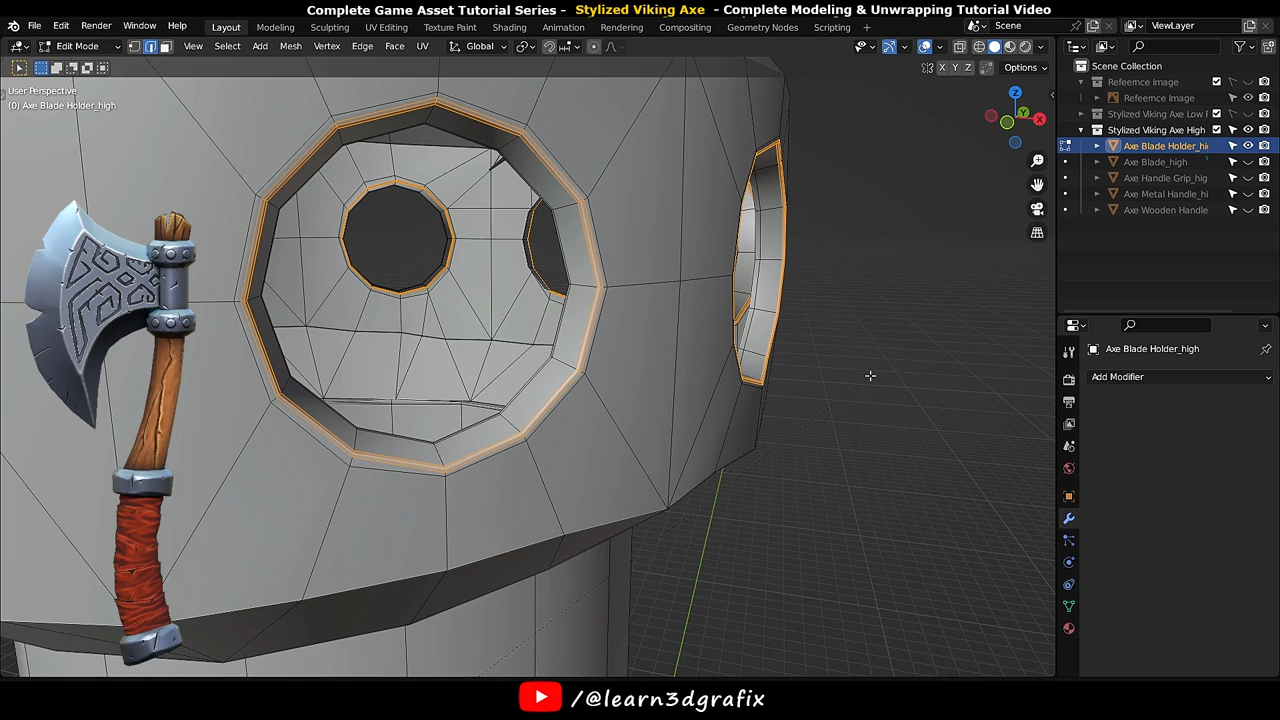 Complete Game Asset Tutorial Series - Stylized Viking Axe - Complete Modeling & Unwrapping Tutorial Video
File Edit Render Window Help Layout Modeling Sculpting UV Editing Texture Paint Shading Animation Rendering Compositing Geometry Nodes Scripting Scene ViewLayer
Edit Mode View Select Add Mesh Vertex Edge Face UV Global
X Y Z Options
User Perspective
(0) Axe Blade Holder_high
Z
Y
X
Scene Collection
Refeernce Image
Refeernce Image
Stylized Viking Axe Low
Stylized Viking Axe High
Axe Blade Holder_hi
Axe Blade_high
Axe Handle Grip_hig
Axe Metal Handle_hi
Axe Wooden Handle
Axe Blade Holder_high
Add Modifier
/@learn3dgrafix